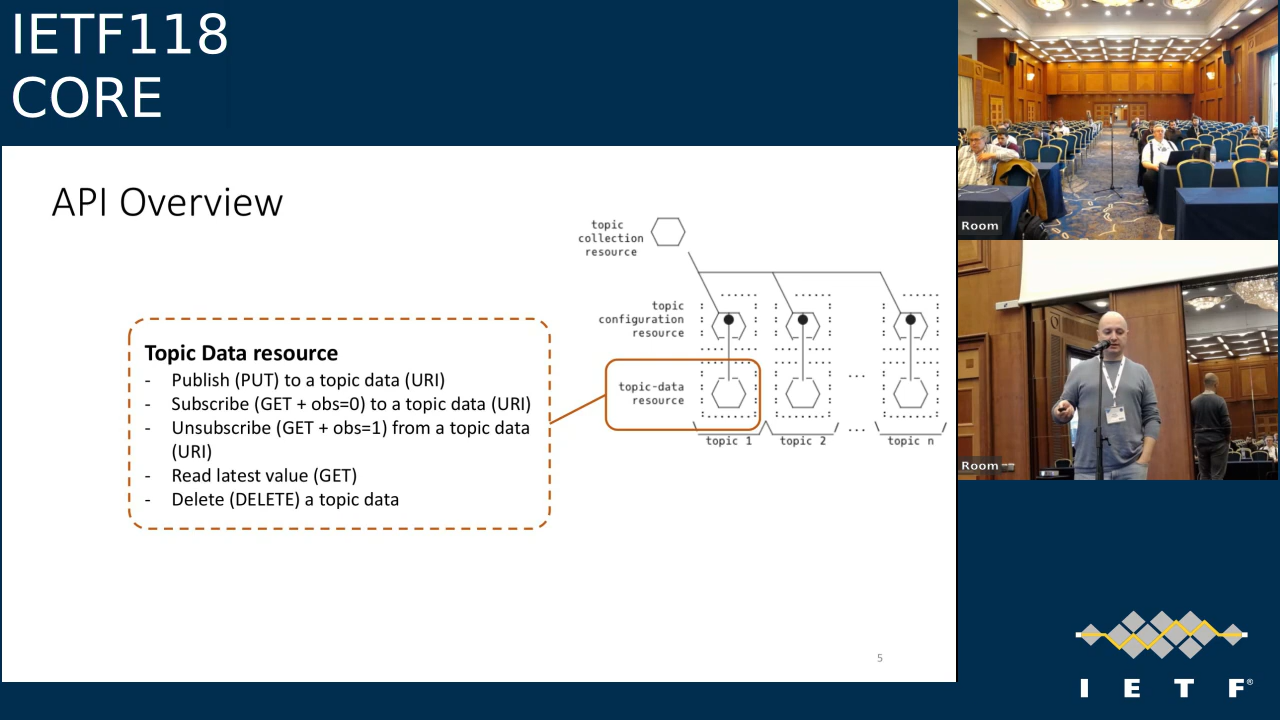 IETF118
CORE
API Overview
topic
collection
resource
topic
configuration
resource
topic-data
resource
...
...
topic 1
topic 2
topic n
Topic Data resource
- Publish (PUT) to a topic data (URI)
- Subscribe (GET + obs=0) to a topic data (URI)
- Unsubscribe (GET + obs=1) from a topic data
(URI)
- Read latest value (GET)
- Delete (DELETE) a topic data
5
Room
Room
I E T F®